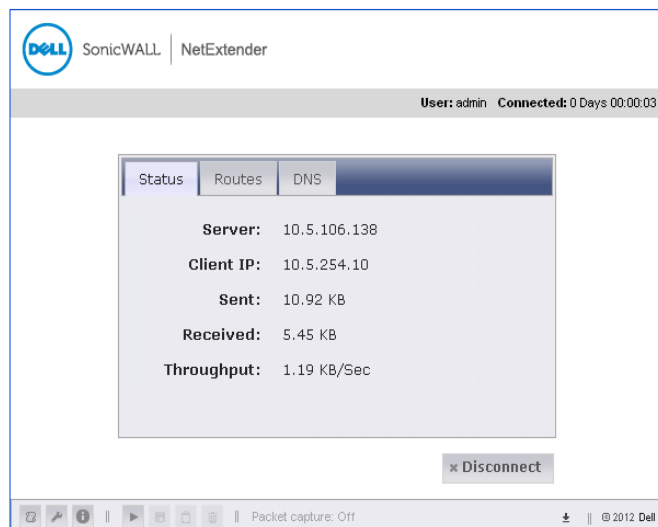 DELL SonicWALL | NetExtender
User: admin Connected: 0 Days 00:00:03
Status Routes DNS
Server: 10.5.106.138
Client IP: 10.5.254.10
Sent: 10.92 KB
Received: 5.45 KB
Throughput: 1.19 KB/Sec
× Disconnect
|| || Packet capture: Off || © 2012 Dell